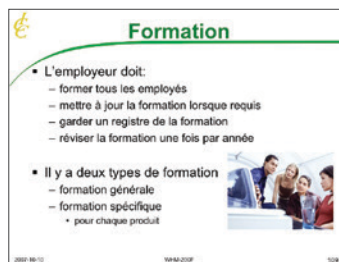 Formation
▪ L'employeur doit:
– former tous les employés
– mettre à jour la formation lorsque requis
– garder un registre de la formation
– réviser la formation une fois par année
▪ Il y a deux types de formation
– formation générale
– formation spécifique
• pour chaque produit